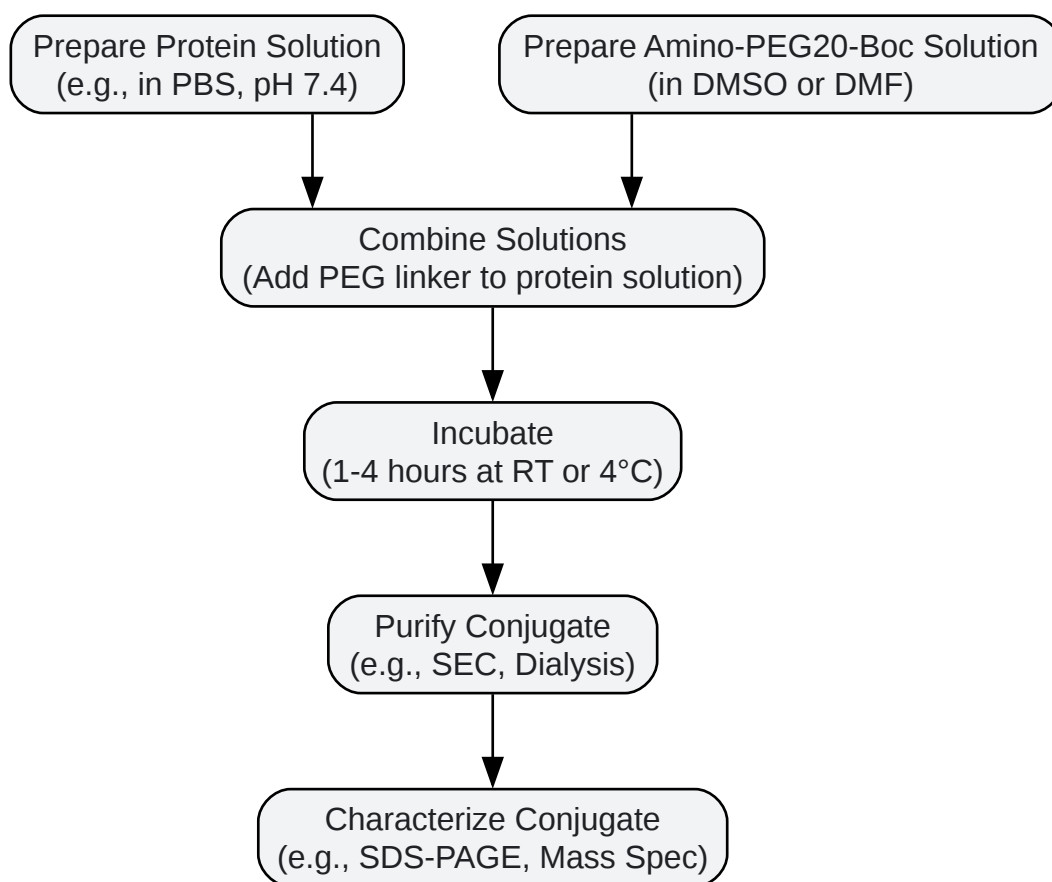 Prepare Protein Solution
(e.g., in PBS, pH 7.4)
Prepare Amino-PEG20-Boc Solution
(in DMSO or DMF)
Combine Solutions
(Add PEG linker to protein solution)
Incubate
(1-4 hours at RT or 4°C)
Purify Conjugate
(e.g., SEC, Dialysis)
Characterize Conjugate
(e.g., SDS-PAGE, Mass Spec)